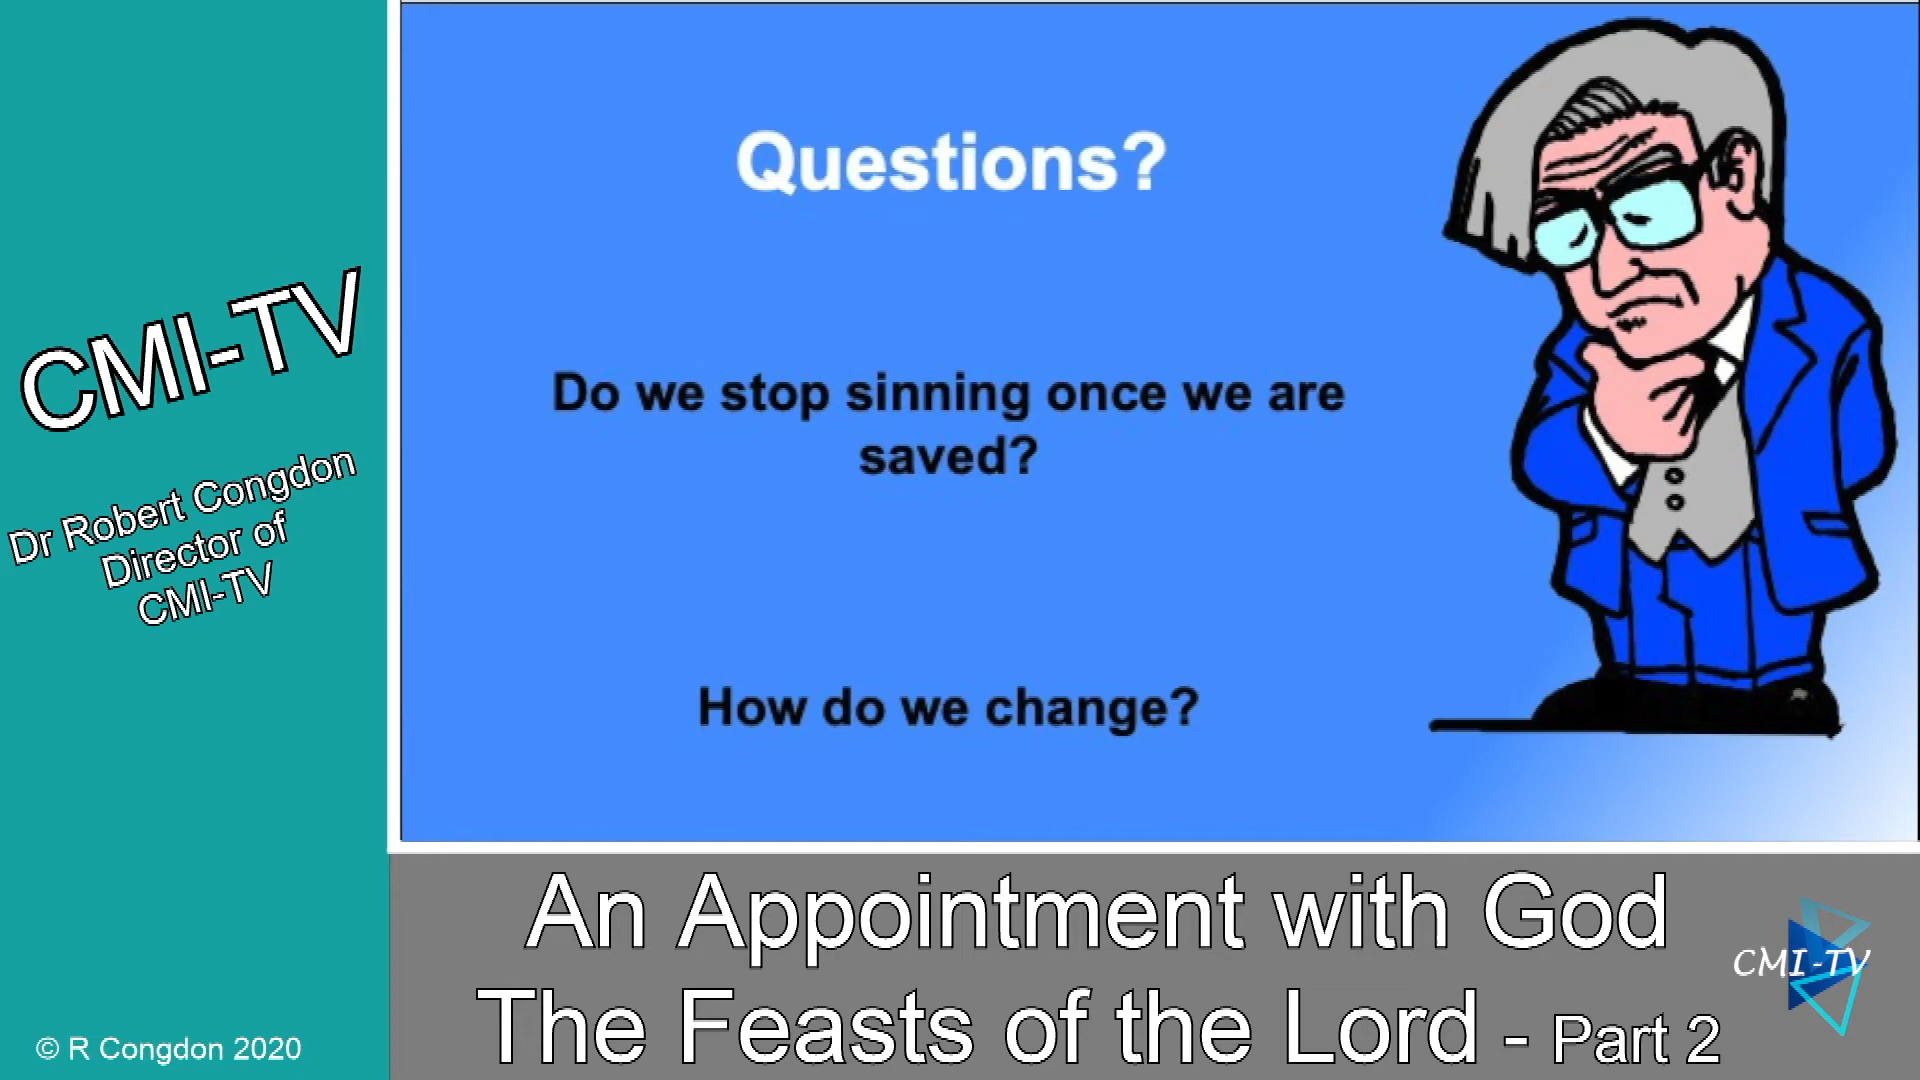 CMI-TV
Dr Robert Congdon
Director of
CMI-TV
© R Congdon 2020
Questions?
Do we stop sinning once we are
saved?
How do we change?
An Appointment with God
The Feasts of the Lord - Part 2
CMI-TV